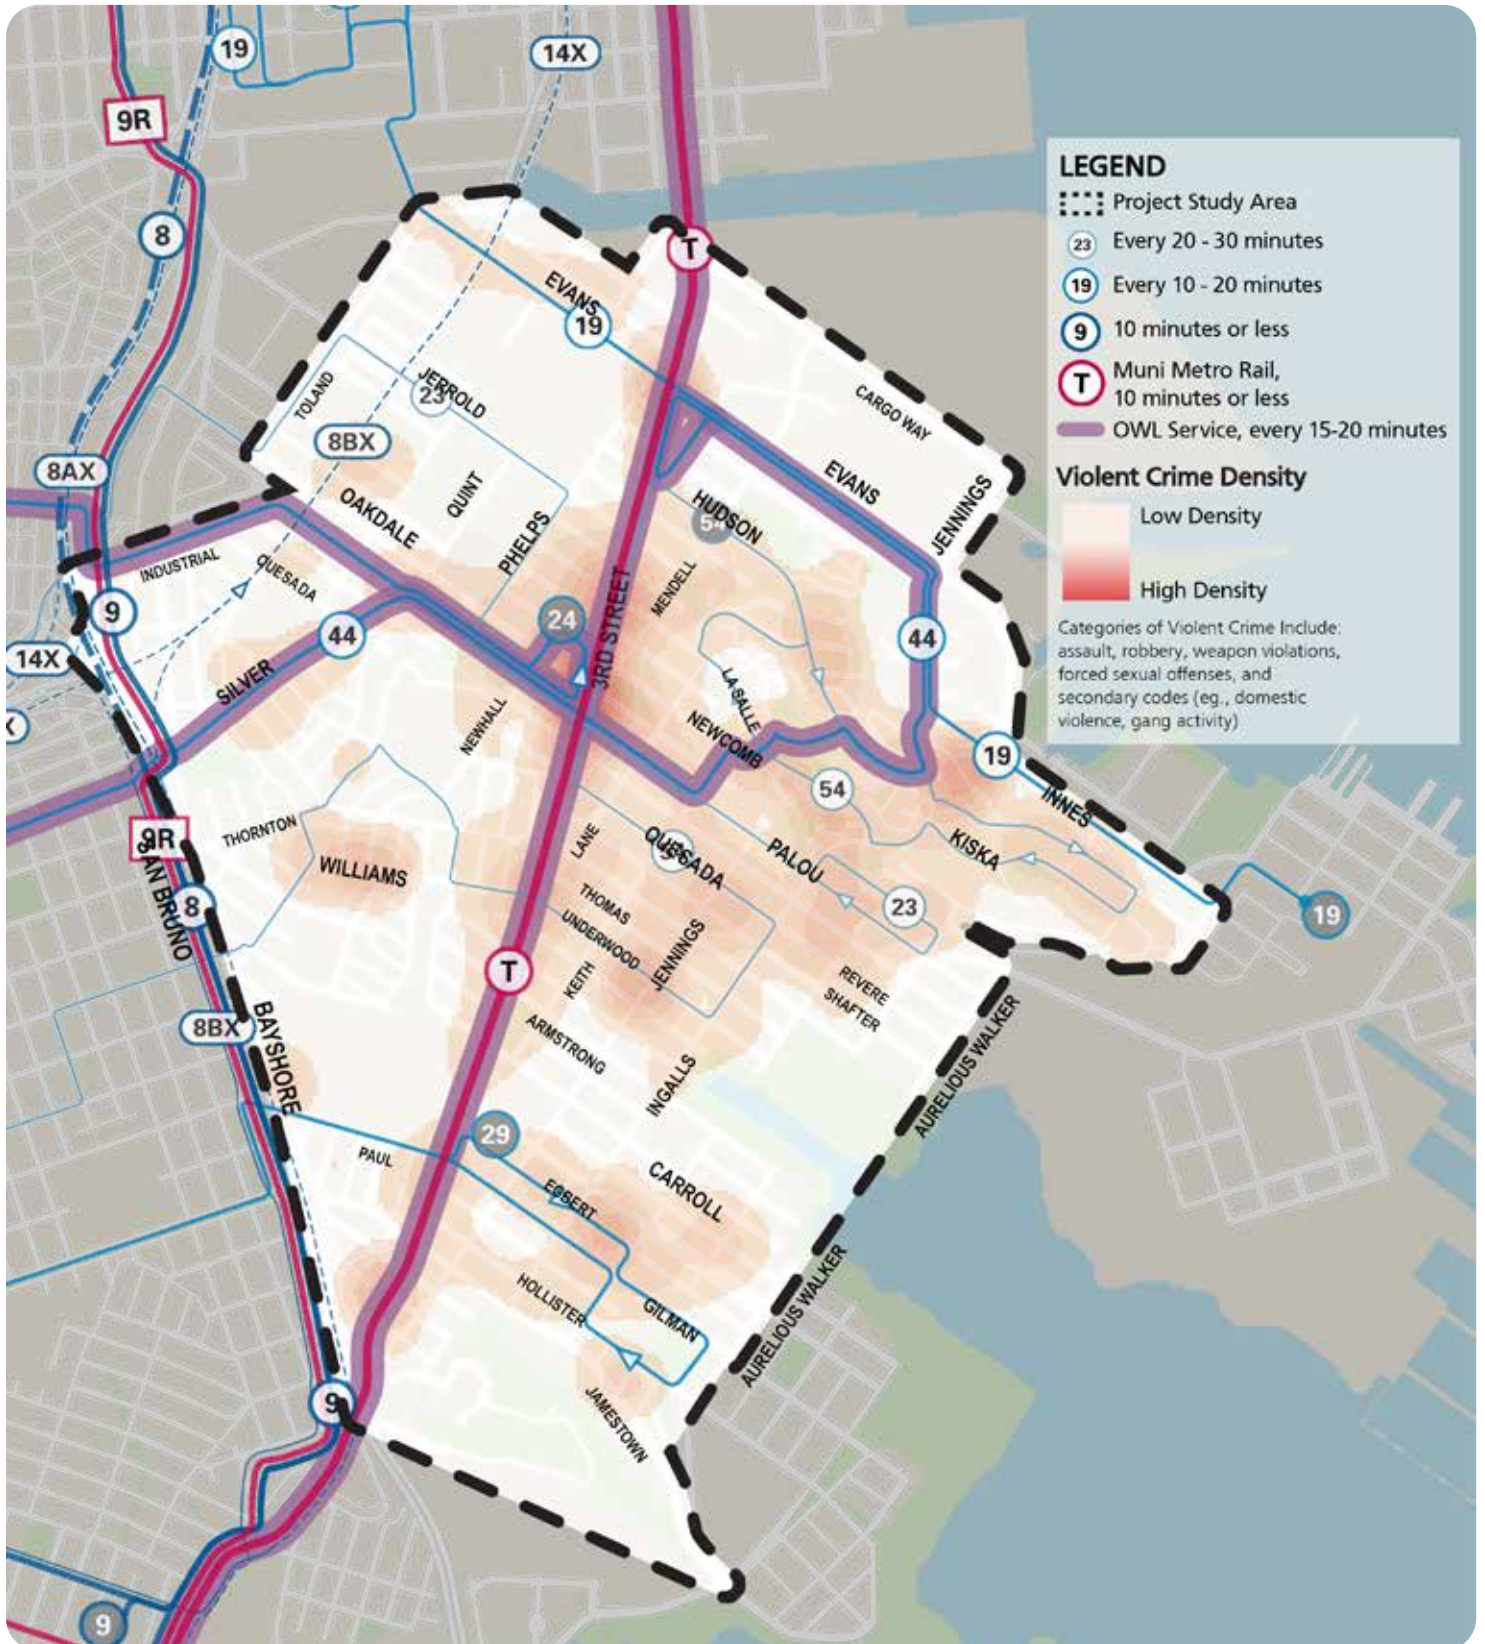 19
14X
9R
8
T
LEGEND
Project Study Area
23 Every 20 - 30 minutes
19 Every 10 - 20 minutes
9 10 minutes or less
T Muni Metro Rail,
10 minutes or less
OWL Service, every 15-20 minutes
Violent Crime Density
Low Density
High Density
Categories of Violent Crime Include:
assault, robbery, weapon violations,
forced sexual offenses, and
secondary codes (eg., domestic
violence, gang activity)
EVANS
19
TOLAND
JERROLD
23
CARGO WAY
8BX
8AX
OAKDALE
QUINT
PHELPS
HUDSON
54
EVANS
JENNINGS
INDUSTRIAL
QUESADA
MENDELL
9
44
24
3RD STREET
44
14X
X
SILVER
NEWHALL
LA SALLE
NEWCOMB
19
54
INNES
9R
THORNTON
WILLIAMS
LANE
QUESADA
PALOU
KISKA
SAN BRUNO
8
THOMAS
UNDERWOOD
JENNINGS
23
19
T
KEITH
REVERE
SHAFTER
8BX
BAYSHORE
ARMSTRONG
INGALLS
AURELIOUS WALKER
29
PAUL
EGBERT
CARROLL
HOLLISTER
GILMAN
AURELIOUS WALKER
JAMESTOWN
9
9